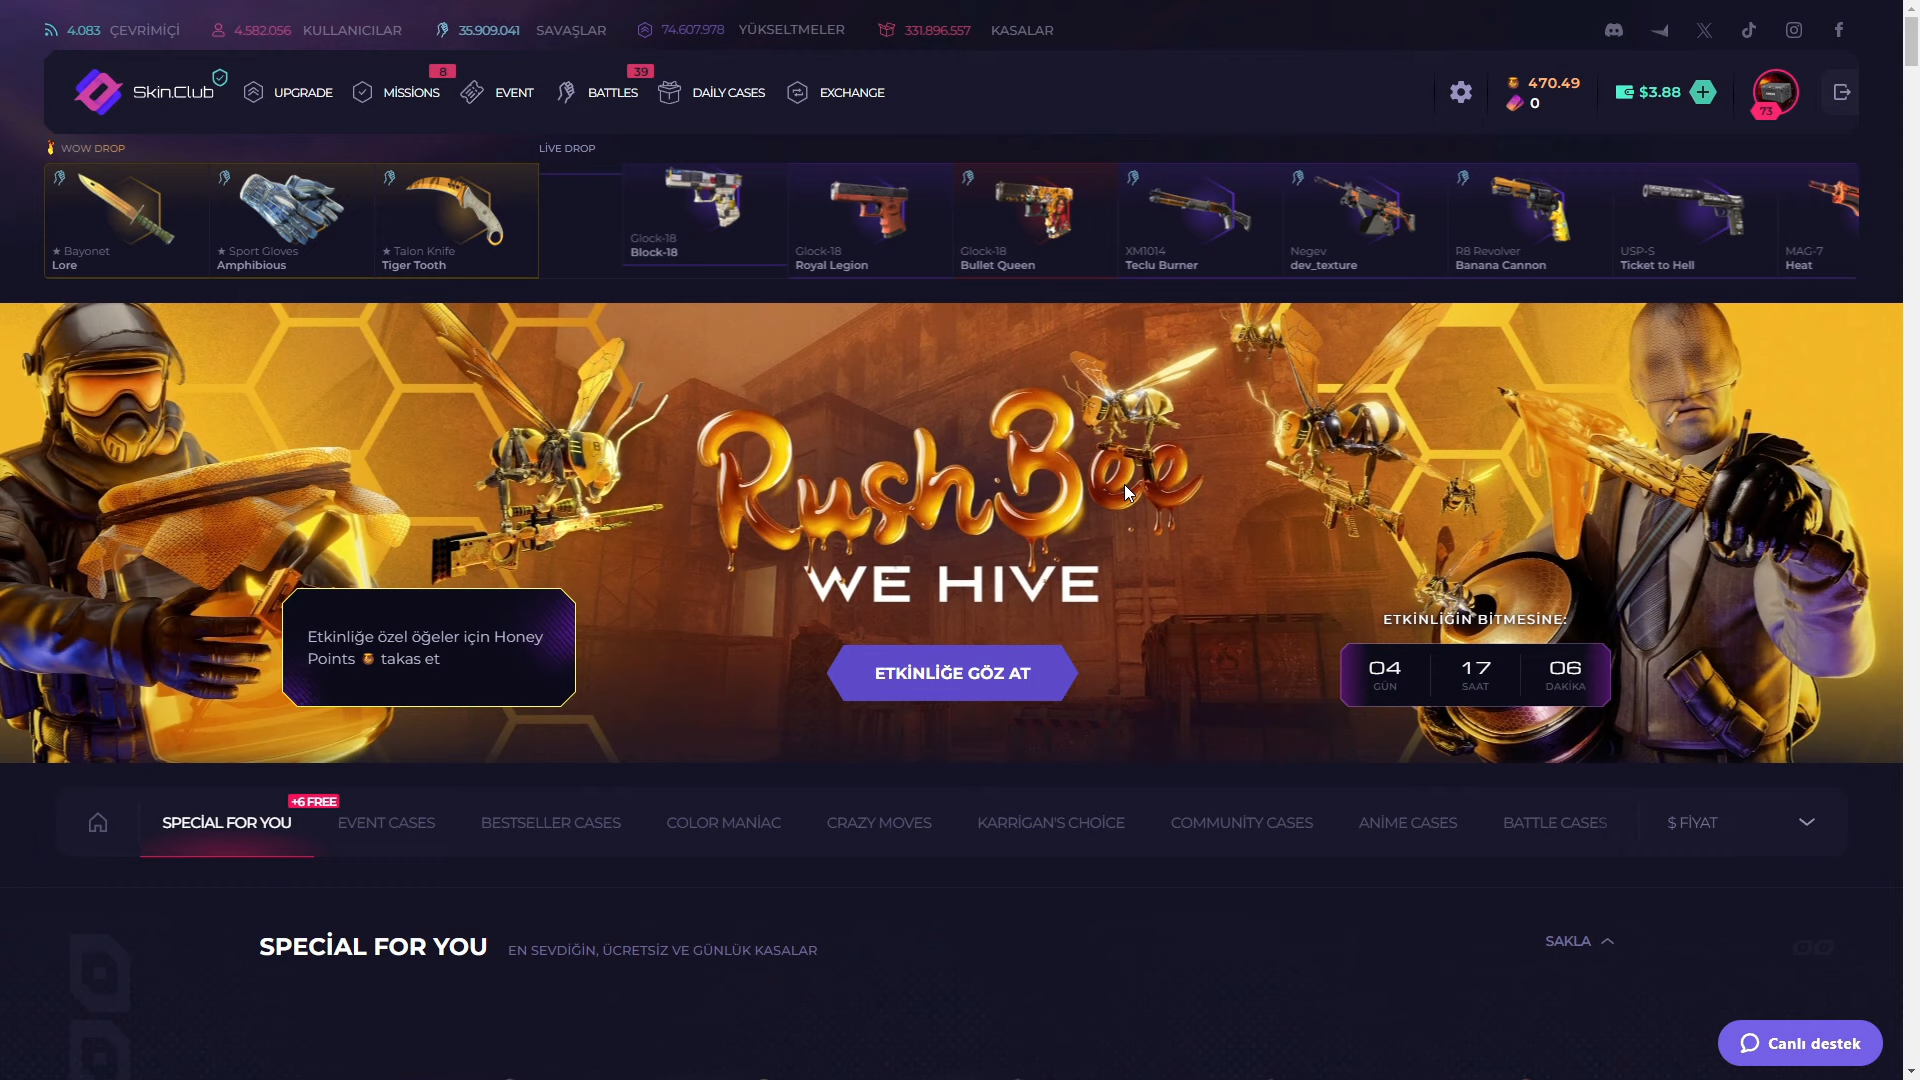 4.083 ÇEVRİMİÇİ 4.582.056 KULLANICILAR 35.909.041 SAVAŞLAR 74.607.978 YÜKSELTMELER 331.896.557 KASALAR
Skin.Club UPGRADE 8 MİSSİONS EVENT 39 BATTLES DAİLY CASES EXCHANGE
470.49
0
$3.88
73
WOW DROP
LİVE DROP
★ Bayonet
Lore
★ Sport Gloves
Amphibious
★ Talon Knife
Tiger Tooth
Glock-18
Block-18
Glock-18
Royal Legion
Glock-18
Bullet Queen
XM1014
Teclu Burner
Negev
dev_texture
R8 Revolver
Banana Cannon
USP-S
Ticket to Hell
MAG-7
Heat
RushBee
WE HIVE
Etkinliğe özel öğeler için Honey
Points takas et
ETKİNLİĞE GÖZ AT
ETKİNLİĞİN BİTMESİNE:
04 17 06
GÜN SAAT DAKIKA
+6 FREE
SPECİAL FOR YOU EVENT CASES BESTSELLER CASES COLOR MANİAC CRAZY MOVES KARRİGAN'S CHOİCE COMMUNİTY CASES ANİME CASES BATTLE CASES $ FİYAT
SPECİAL FOR YOU EN SEVDİĞİN, ÜCRETSİZ VE GÜNLÜK KASALAR
SAKLA
Canlı destek